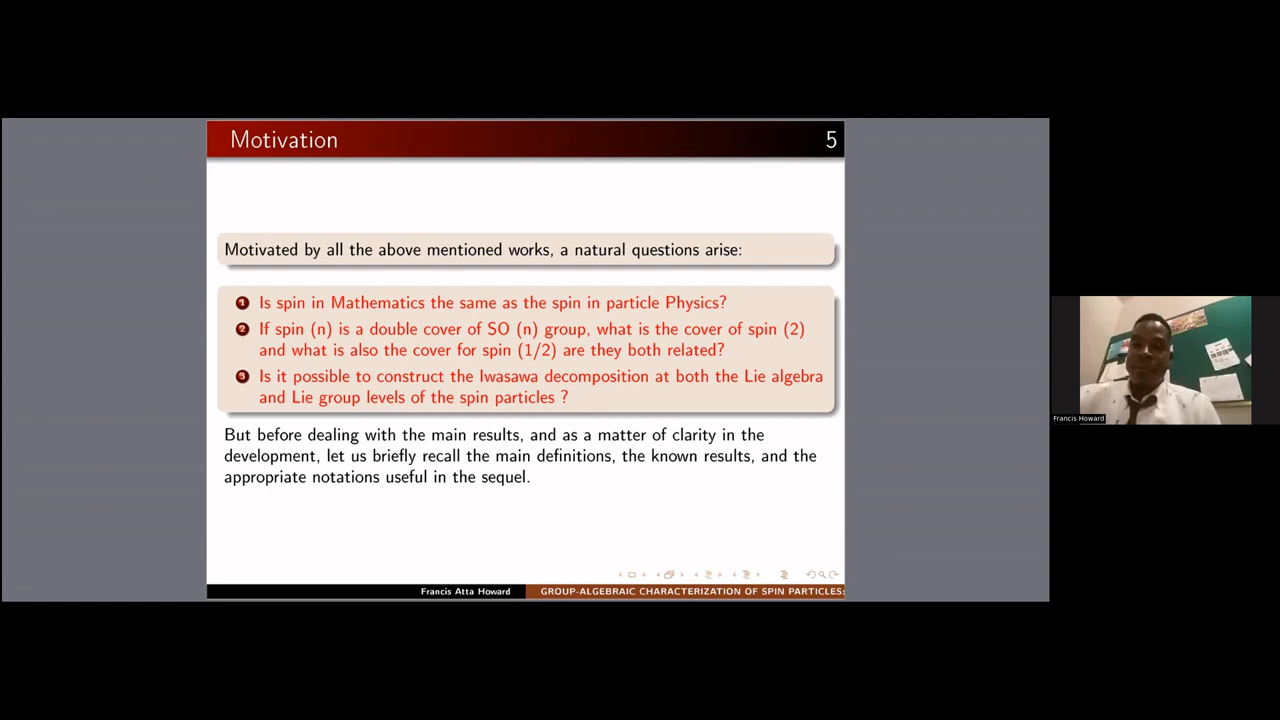 Motivation
5
Motivated by all the above mentioned works, a natural questions arise:
1 Is spin in Mathematics the same as the spin in particle Physics?
2 If spin (n) is a double cover of SO (n) group, what is the cover of spin (2)
and what is also the cover for spin (1/2) are they both related?
3 Is it possible to construct the Iwasawa decomposition at both the Lie algebra
and Lie group levels of the spin particles ?
But before dealing with the main results, and as a matter of clarity in the
development, let us briefly recall the main definitions, the known results, and the
appropriate notations useful in the sequel.
Francis Atta Howard
GROUP-ALGEBRAIC CHARACTERIZATION OF SPIN PARTICLES:
Francis Howard